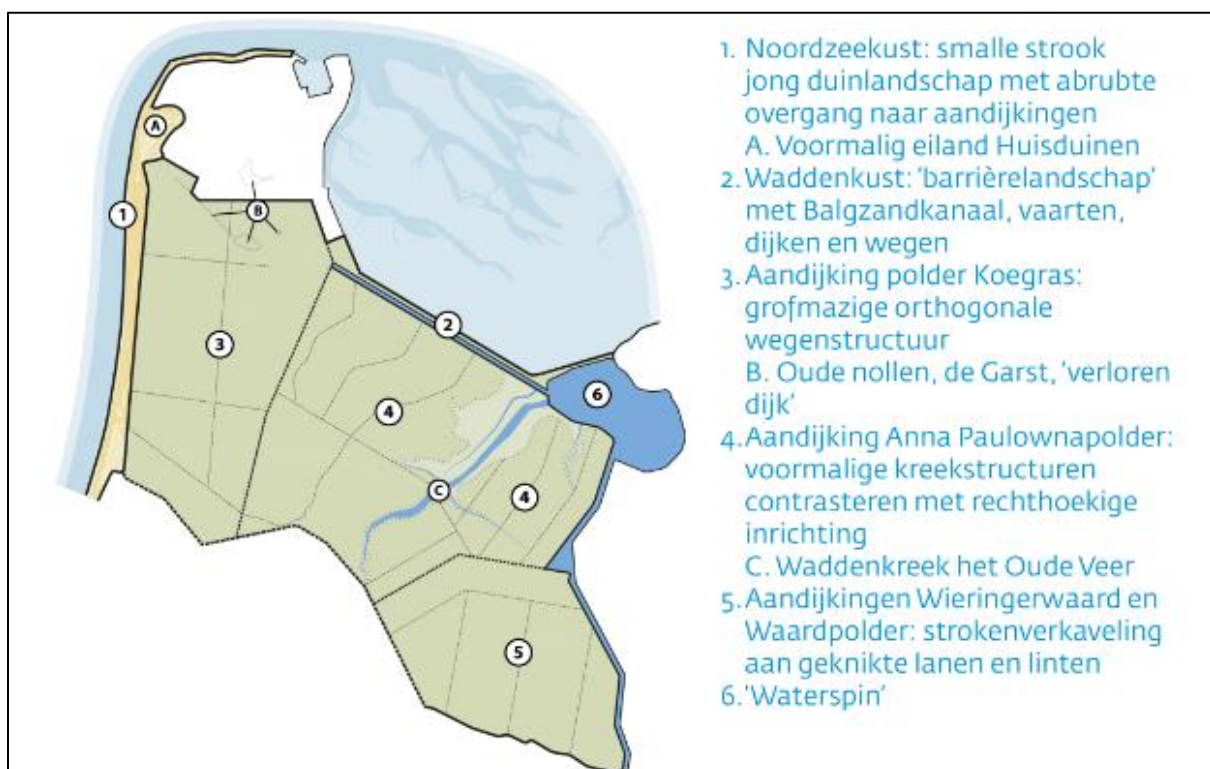 1. Noordzeekust: smalle strook
jong duinlandschap met abrubte
overgang naar aandijkingen
A. Voormalig eiland Huisduinen
2. Waddenkust: 'barrièrelandschap'
met Balgzandkanaal, vaarten,
dijken en wegen
3. Aandijking polder Koegras:
grofmazige orthogonale
wegenstructuur
B. Oude nollen, de Garst, 'verloren
dijk'
4. Aandijking Anna Paulownapolder:
voormalige kreekstructuren
contrasteren met rechthoekige
inrichting
C. Waddenkreek het Oude Veer
5. Aandijkingen Wieringerwaard en
Waardpolder: strokenverkaveling
aan geknikte lanen en linten
6. 'Waterspin'
A
1
B
2
3
6
4
C
4
5